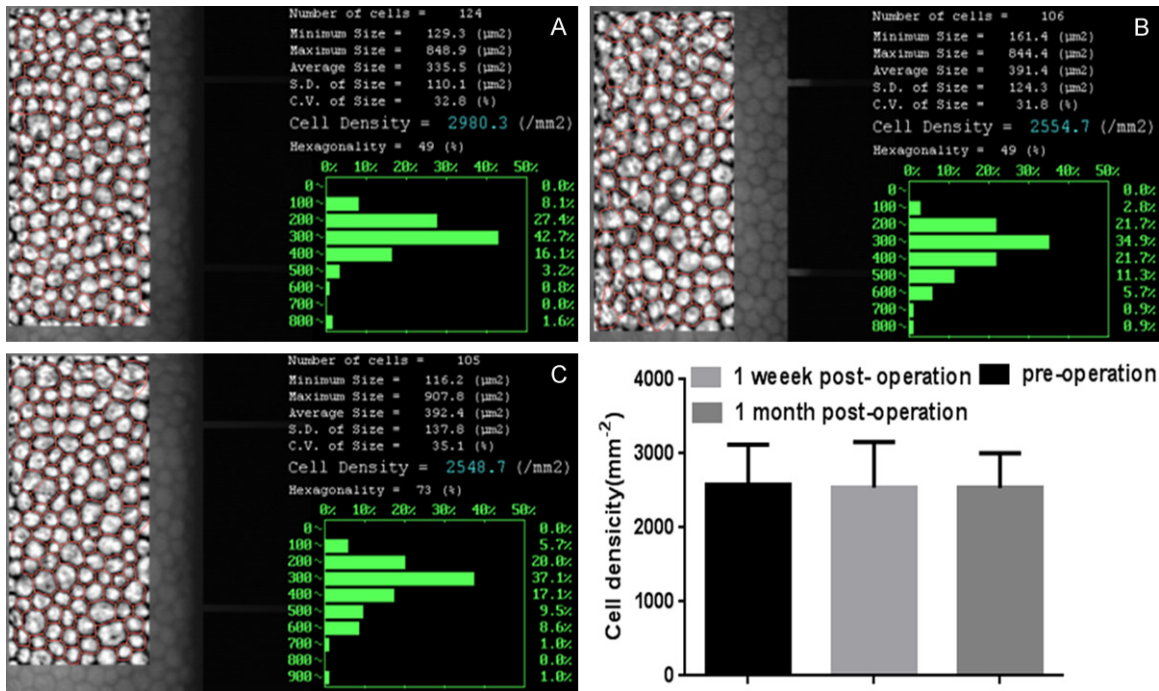 A
Number of cells = 124
Minimum Size = 129.3 (µm2)
Maximum Size = 848.9 (µm2)
Average Size = 335.5 (µm2)
S.D. of Size = 110.1 (µm2)
C.V. of Size = 32.8 (%)
Cell Density = 2980.3 (/mm2)
Hexagonality = 49 (%)
0% 10% 20% 30% 40% 50%
0~ 0.0%
100~ 8.1%
200~ 27.4%
300~ 42.7%
400~ 16.1%
500~ 3.2%
600~ 0.8%
700~ 0.0%
800~ 1.6%
B
Number of cells = 106
Minimum Size = 161.4 (µm2)
Maximum Size = 844.4 (µm2)
Average Size = 391.4 (µm2)
S.D. of Size = 124.3 (µm2)
C.V. of Size = 31.8 (%)
Cell Density = 2554.7 (/mm2)
Hexagonality = 49 (%)
0% 10% 20% 30% 40% 50%
0~ 0.0%
100~ 2.8%
200~ 21.7%
300~ 34.9%
400~ 21.7%
500~ 11.3%
600~ 5.7%
700~ 0.9%
800~ 0.9%
C
Number of cells = 105
Minimum Size = 116.2 (µm2)
Maximum Size = 907.8 (µm2)
Average Size = 392.4 (µm2)
S.D. of Size = 137.8 (µm2)
C.V. of Size = 35.1 (%)
Cell Density = 2548.7 (/mm2)
Hexagonality = 73 (%)
0% 10% 20% 30% 40% 50%
0~ 0.0%
100~ 5.7%
200~ 20.0%
300~ 37.1%
400~ 17.1%
500~ 9.5%
600~ 8.6%
700~ 1.0%
800~ 0.0%
900~ 1.0%
1 weeek post- operation
pre-operation
1 month post-operation
Cell densicity(mm-2)
4000
3000
2000
1000
0